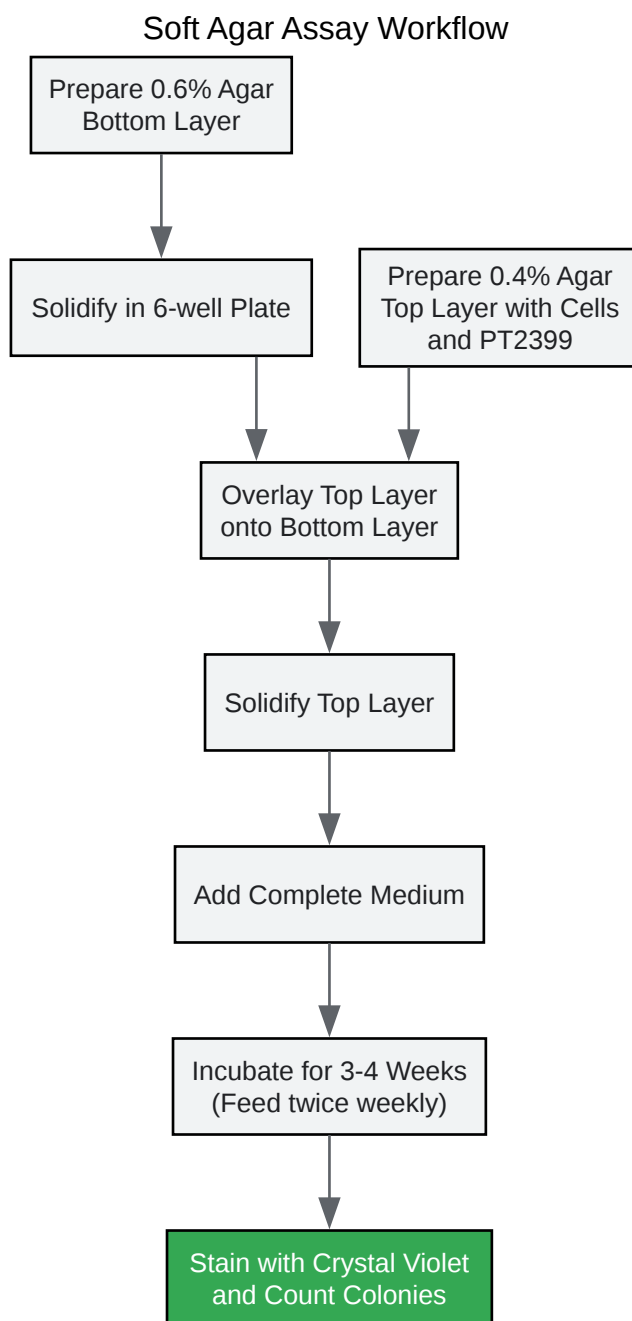 Soft Agar Assay Workflow
Prepare 0.6% Agar
Bottom Layer
Solidify in 6-well Plate
Prepare 0.4% Agar
Top Layer with Cells
and PT2399
Overlay Top Layer
onto Bottom Layer
Solidify Top Layer
Add Complete Medium
Incubate for 3-4 Weeks
(Feed twice weekly)
Stain with Crystal Violet
and Count Colonies